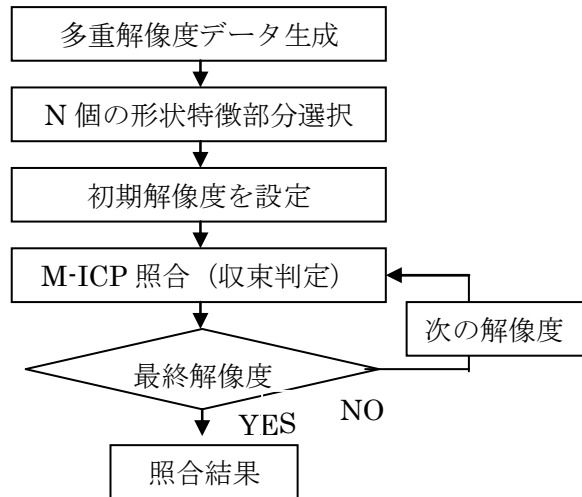 多重解像度データ生成
N 個の形状特徴部分選択
初期解像度を設定
M-ICP 照合（収束判定）
次の解像度
最終解像度
NO
YES
照合結果